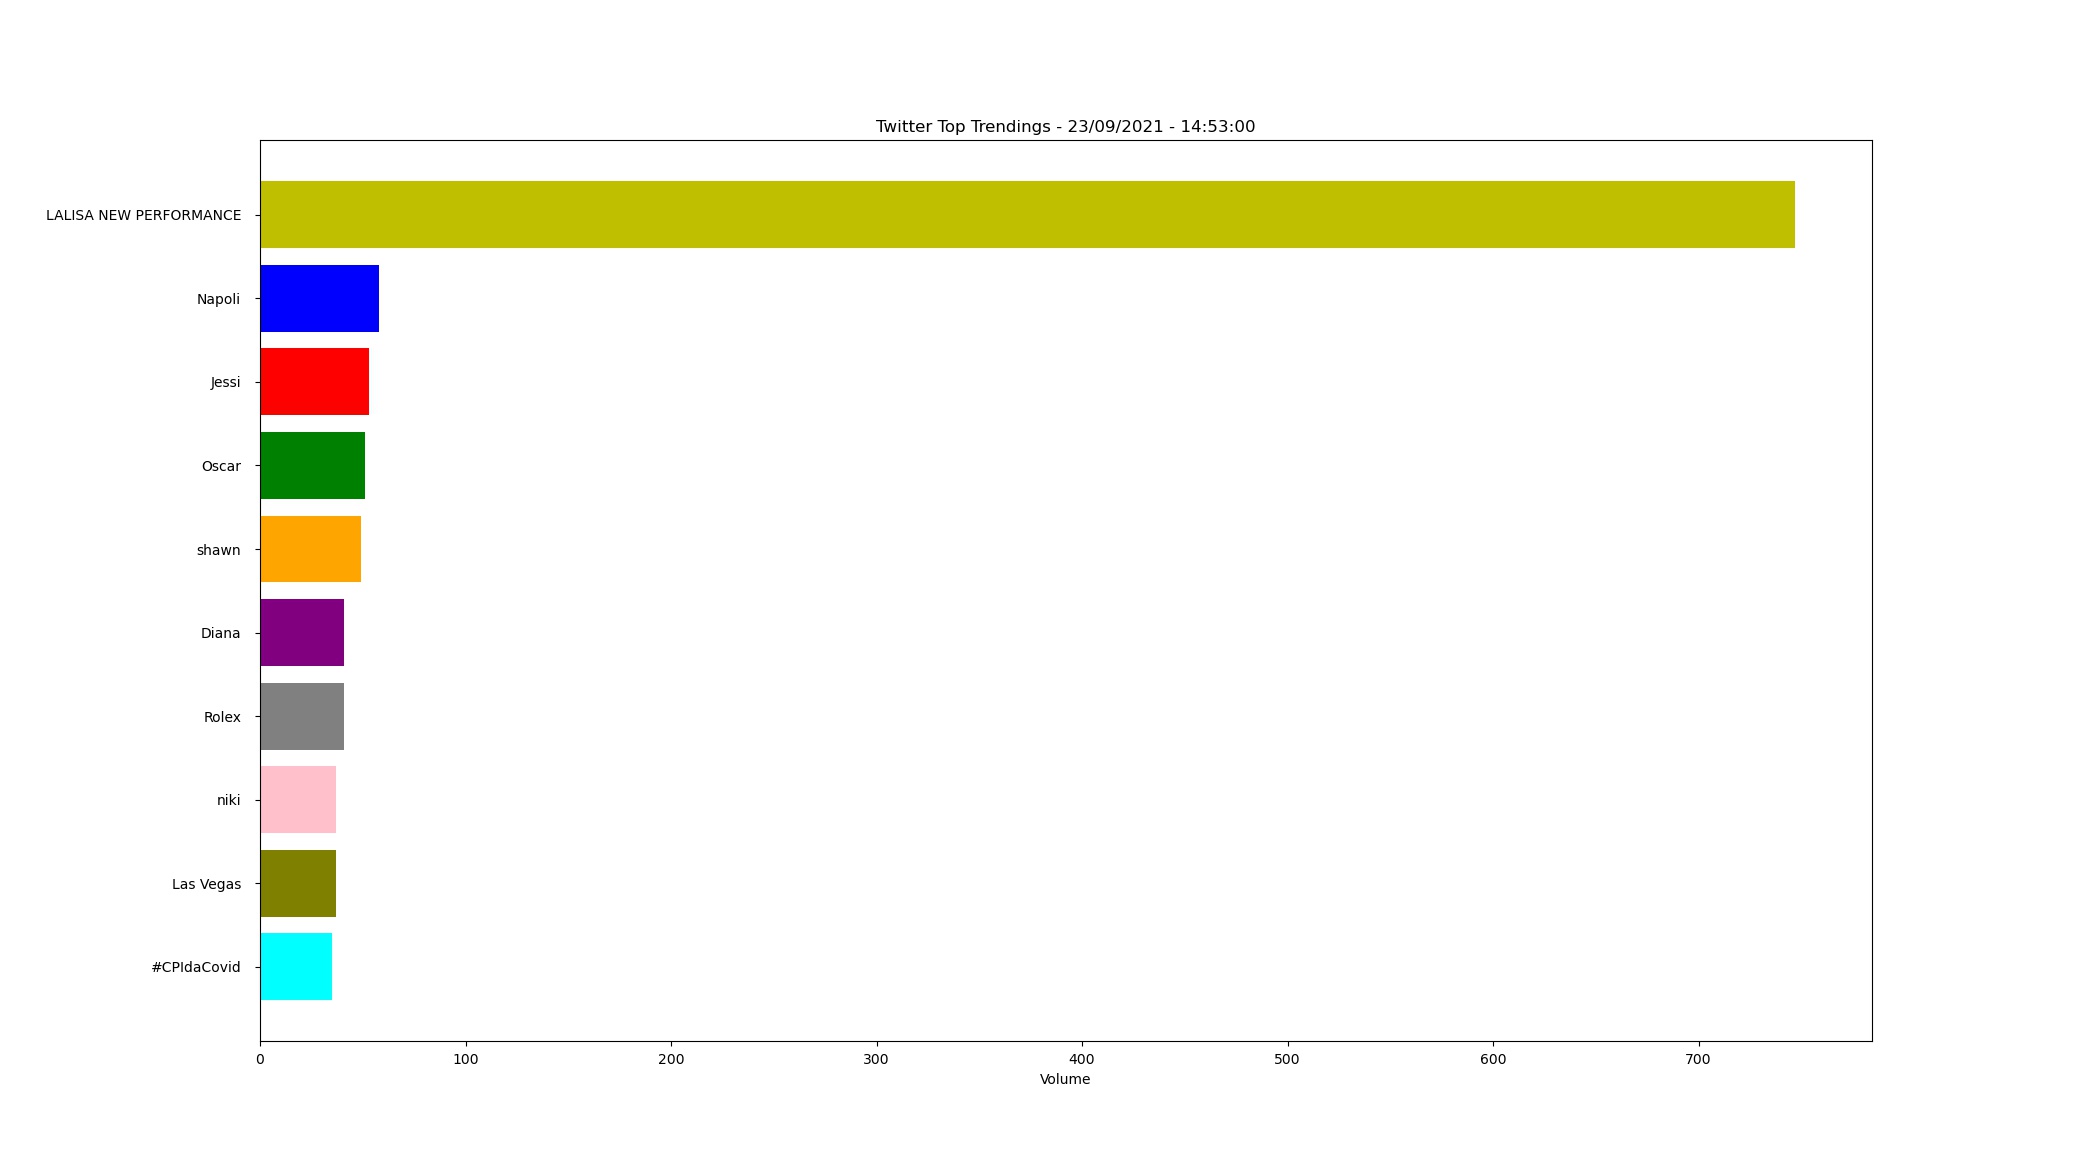 Twitter Top Trendings - 23/09/2021 - 14:53:00
LALISA NEW PERFORMANCE
Napoli
Jessi
Oscar
shawn
Diana
Rolex
niki
Las Vegas
#CPIdaCovid
0 100 200 300 400 500 600 700
Volume